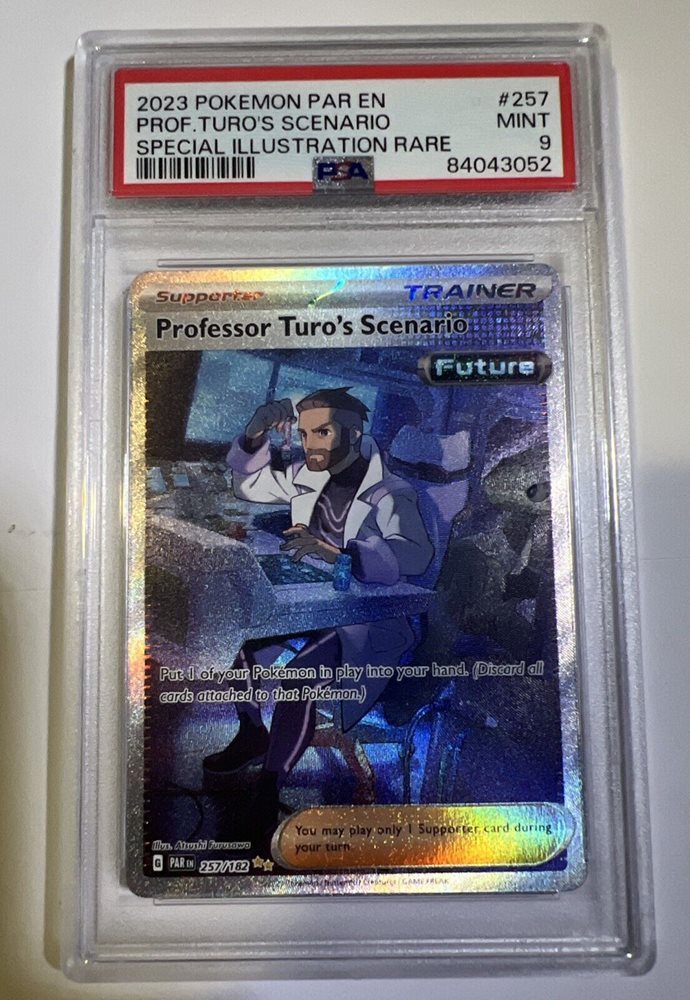 2023 POKEMON PAR EN #257
PROF.TURO'S SCENARIO MINT
SPECIAL ILLUSTRATION RARE 9
PSA 84043052
Supporter TRAINER
Professor Turo's Scenario
Future
Put 1 of your Pokémon in play into your hand. (Discard all
cards attached to that Pokémon.)
You may play only 1 Supporter card during
your turn.
Illus. Atsushi Furusawa
G PAR EN 257/182
GAME FREAK